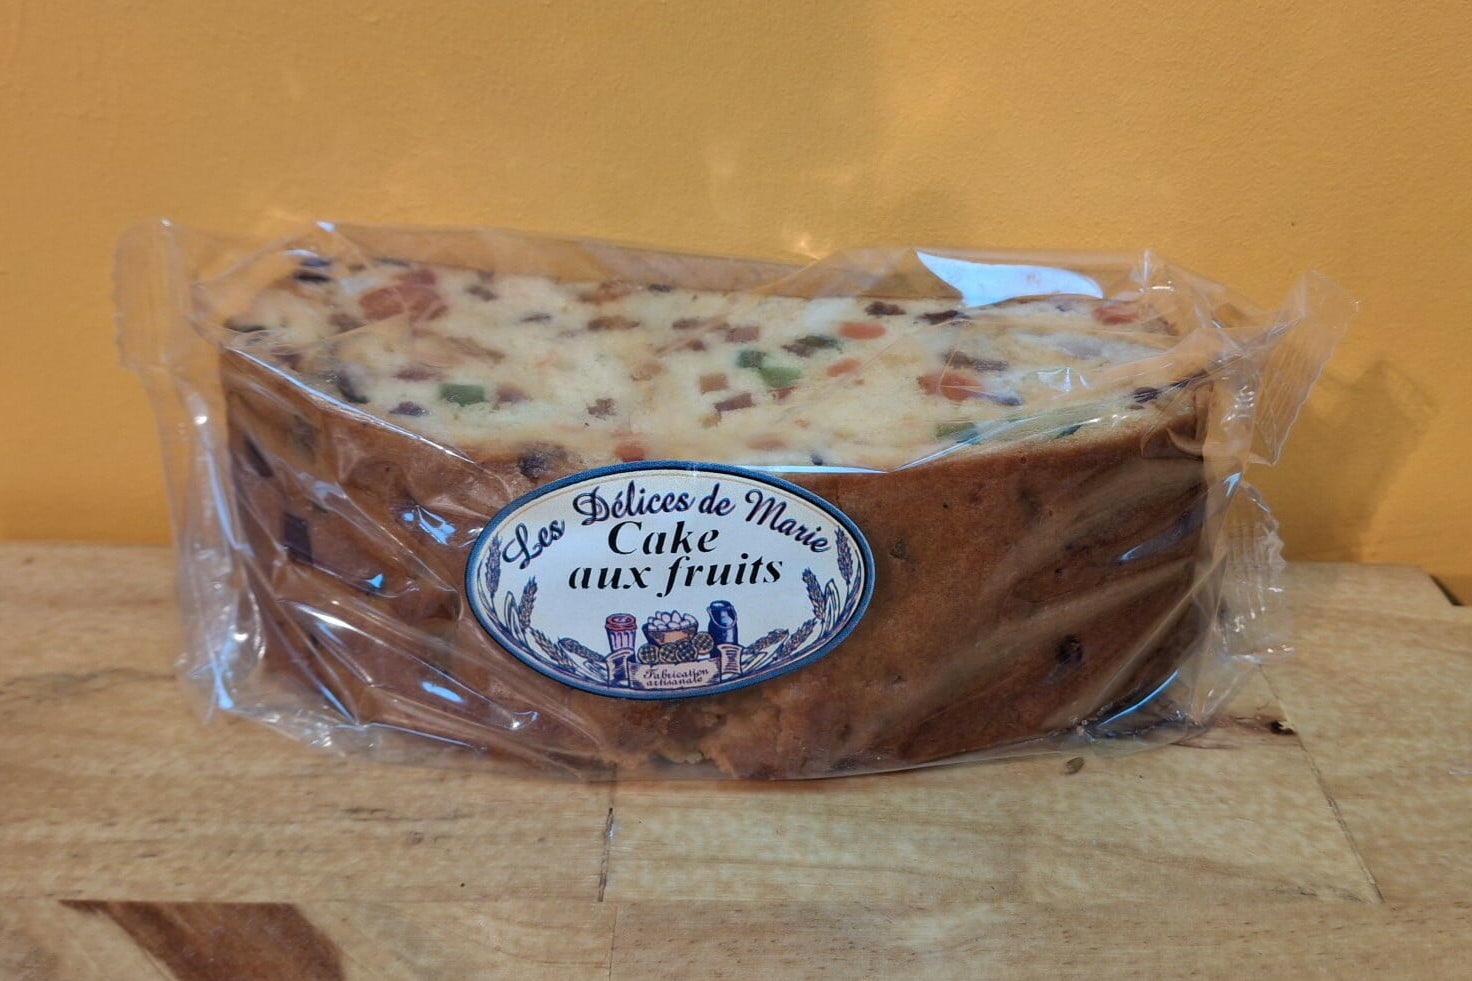 Les Délices de Marie
Cake
aux fruits
Fabrication
artisanale